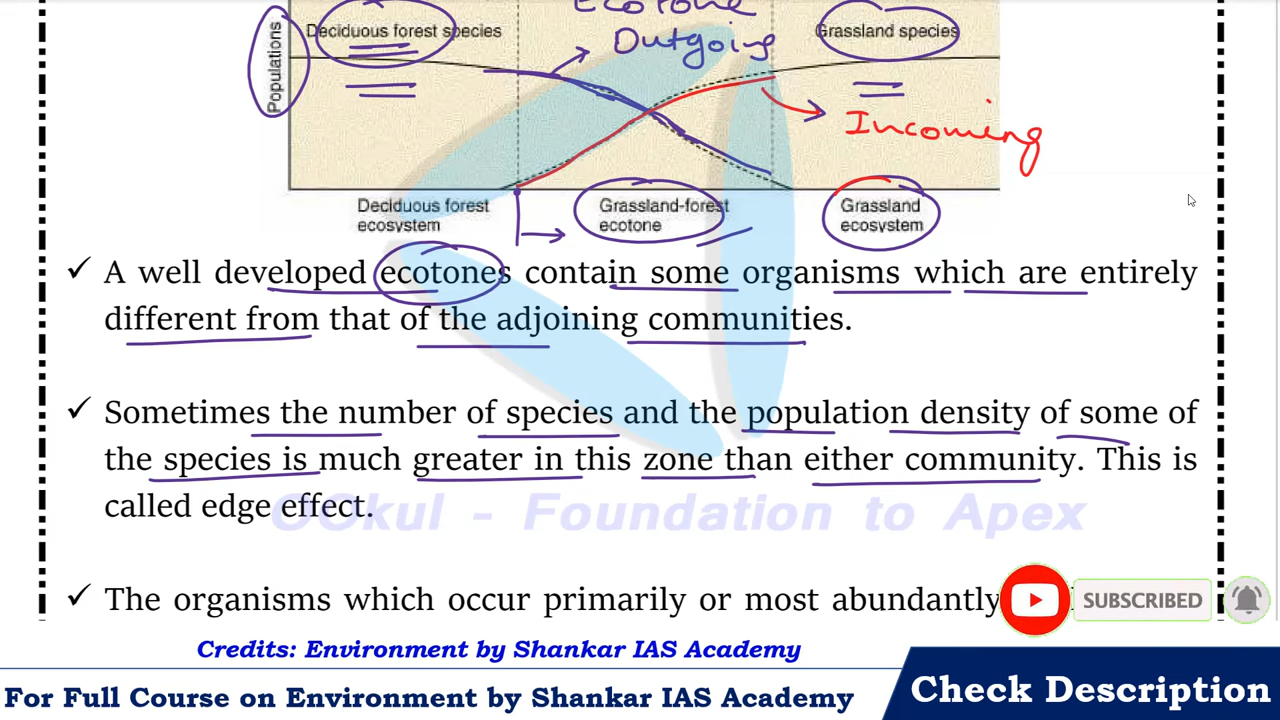 Ecotone
Deciduous forest species
Outgoing
Grassland species
Populations
Incoming
Deciduous forest
ecosystem
Grassland-forest
ecotone
Grassland
ecosystem
✓ A well developed ecotones contain some organisms which are entirely
different from that of the adjoining communities.
✓ Sometimes the number of species and the population density of some of
the species is much greater in this zone than either community. This is
called edge effect.
GOkul - Foundation to Apex
✓ The organisms which occur primarily or most abundantly
SUBSCRIBED
Credits: Environment by Shankar IAS Academy
For Full Course on Environment by Shankar IAS Academy
Check Description